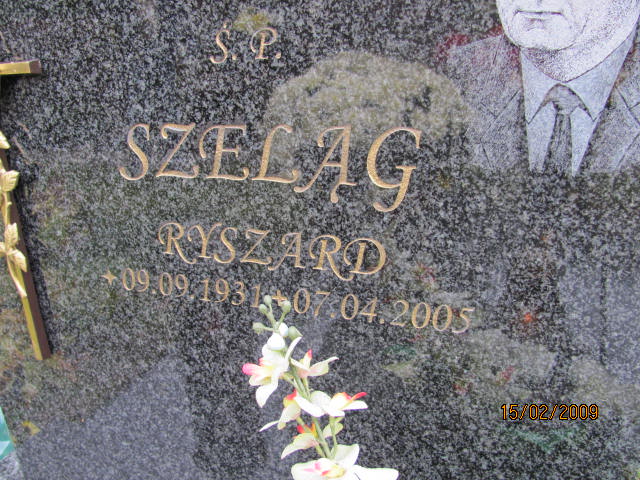 Ś. P.
SZELĄG
RYSZARD
09.09.1931 07.04.2005
15/02/2009